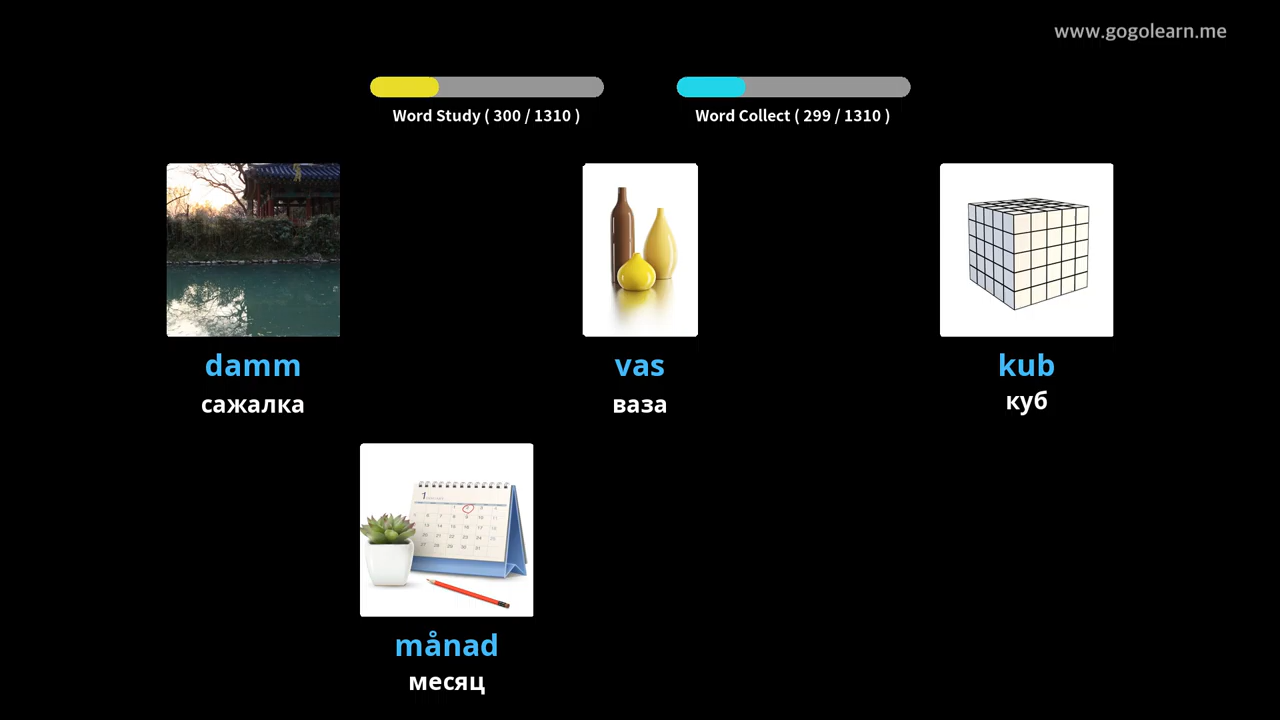 www.gogolearn.me
Word Study ( 300 / 1310 )
Word Collect ( 299 / 1310 )
damm
сажалка
vas
ваза
kub
куб
månad
месяц